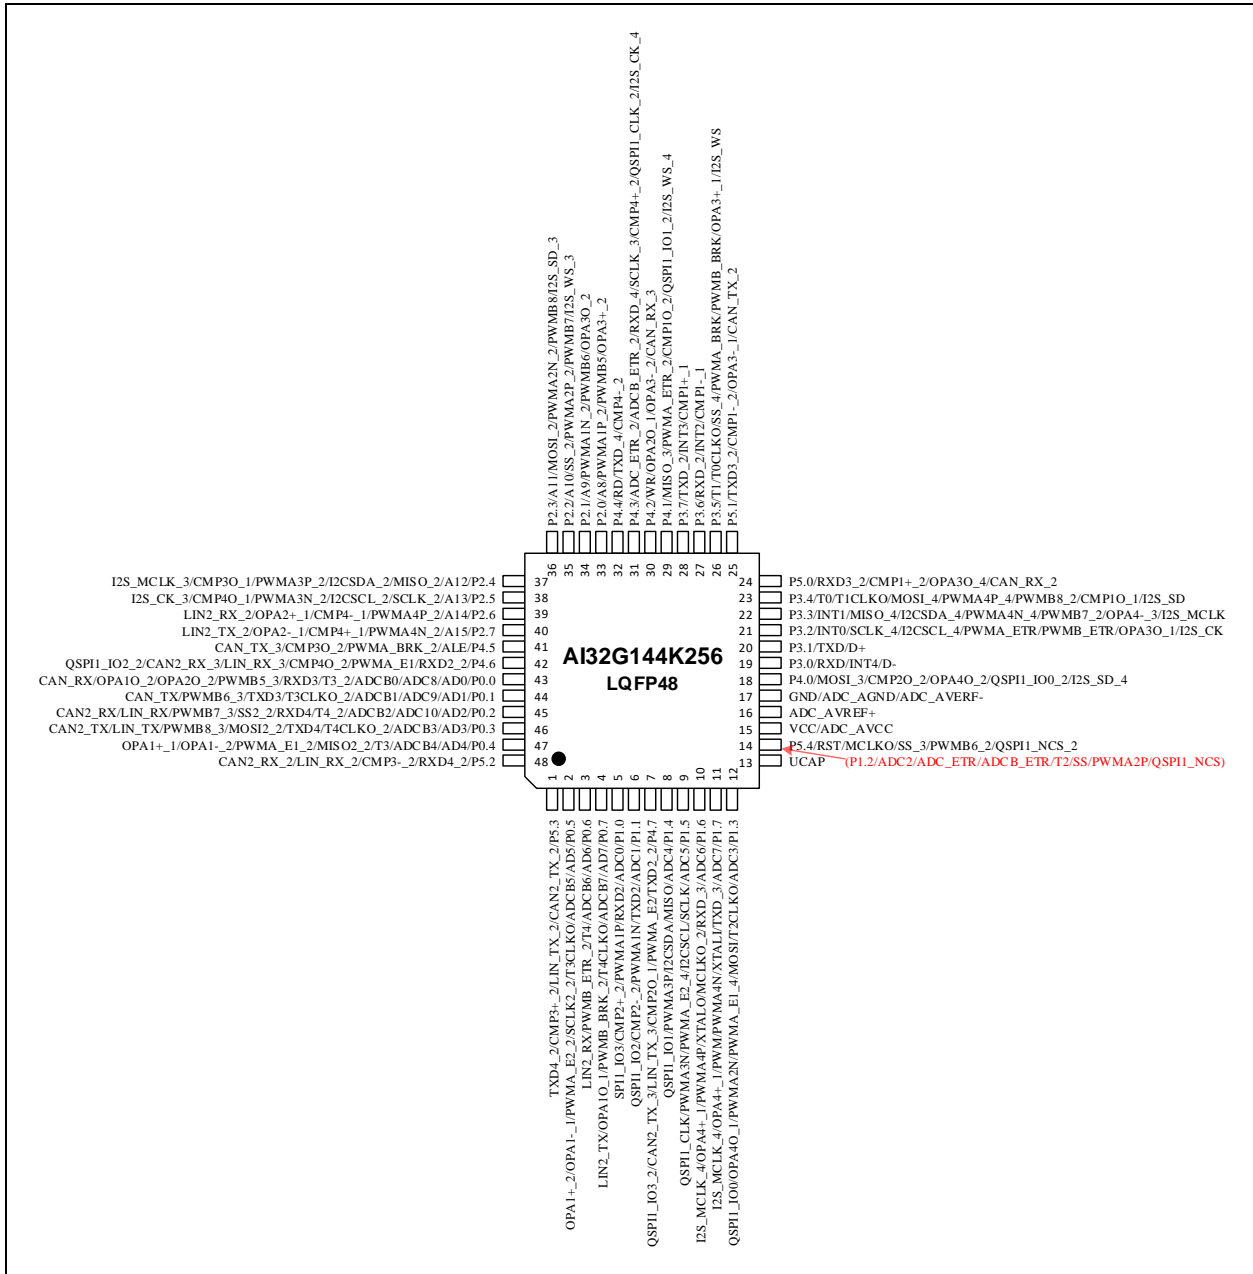 P2.3/A11/MOSI_2/PWMA2N_2/PWMB8/I2S_SD_3
P2.2/A10/SS_2/PWMA2P_2/PWMB7/I2S_WS_3
P2.1/A9/PWMA1N_2/PWMB6/OPA3O_2
P2.0/A8/PWMA1P_2/PWMB5/OPA3+_2
P4.4/RD/TXD_4/CMP4-_2
P4.3/ADC_ETR_2/ADCB_ETR_2/RXD_4/SCLK_3/CMP4+_2/QSPI1_CLK_2/I2S_CK_4
P4.2/WR/OPA2O_1/OPA3-_2/CAN_RX_3
P4.1/MISO_3/PWMA_ETR_2/CMP1O_2/QSPI1_IO1_2/I2S_WS_4
P3.7/TXD_2/INT3/CMP1+_1
P3.6/RXD_2/INT2/CMP1-_1
P3.5/T1/T0CLKO/SS_4/PWMA_BRK/PWMB_BRK/OPA3+_1/I2S_WS
P5.1/TXD3_2/CMP1-_2/OPA3-_1/CAN_TX_2
36 35 34 33 32 31 30 29 28 27 26 25
I2S_MCLK_3/CMP3O_1/PWMA3P_2/I2CSDA_2/MISO_2/A12/P2.4 37
I2S_CK_3/CMP4O_1/PWMA3N_2/I2CSCL_2/SCLK_2/A13/P2.5 38
LIN2_RX_2/OPA2+_1/CMP4-_1/PWMA4P_2/A14/P2.6 39
LIN2_TX_2/OPA2-_1/CMP4+_1/PWMA4N_2/A15/P2.7 40
CAN_TX_3/CMP3O_2/PWMA_BRK_2/ALE/P4.5 41
QSPI1_IO2_2/CAN2_RX_3/LIN_RX_3/CMP4O_2/PWMA_E1/RXD2_2/P4.6 42
CAN_RX/OPA1O_2/OPA2O_2/PWMB5_3/RXD3/T3_2/ADCB0/ADC8/AD0/P0.0 43
CAN_TX/PWMB6_3/TXD3/T3CLKO_2/ADCB1/ADC9/AD1/P0.1 44
CAN2_RX/LIN_RX/PWMB7_3/SS2_2/RXD4/T4_2/ADCB2/ADC10/AD2/P0.2 45
CAN2_TX/LIN_TX/PWMB8_3/MOSI2_2/TXD4/T4CLKO_2/ADCB3/AD3/P0.3 46
OPA1+_1/OPA1-_2/PWMA_E1_2/MISO2_2/T3/ADCB4/AD4/P0.4 47
CAN2_RX_2/LIN_RX_2/CMP3-_2/RXD4_2/P5.2 48
AI32G144K256
LQFP48
24 P5.0/RXD3_2/CMP1+_2/OPA3O_4/CAN_RX_2
23 P3.4/T0/T1CLKO/MOSI_4/PWMA4P_4/PWMB8_2/CMP1O_1/I2S_SD
22 P3.3/INT1/MISO_4/I2CSDA_4/PWMA4N_4/PWMB7_2/OPA4-_3/I2S_MCLK
21 P3.2/INT0/SCLK_4/I2CSCL_4/PWMA_ETR/PWMB_ETR/OPA3O_1/I2S_CK
20 P3.1/TXD/D+
19 P3.0/RXD/INT4/D-
18 P4.0/MOSI_3/CMP2O_2/OPA4O_2/QSPI1_IO0_2/I2S_SD_4
17 GND/ADC_AGND/ADC_AVERF-
16 ADC_AVREF+
15 VCC/ADC_AVCC
14 P5.4/RST/MCLKO/SS_3/PWMB6_2/QSPI1_NCS_2
13 UCAP (P1.2/ADC2/ADC_ETR/ADCB_ETR/T2/SS/PWMA2P/QSPI1_NCS)
1 2 3 4 5 6 7 8 9 10 11 12
TXD4_2/CMP3+_2/LIN_TX_2/CAN2_TX_2/P5.3
OPA1+_2/OPA1-_1/PWMA_E2_2/SCLK2_2/T3CLKO/ADCB5/AD5/P0.5
LIN2_RX/PWMB_ETR_2/T4/ADCB6/AD6/P0.6
LIN2_TX/OPA1O_1/PWMB_BRK_2/T4CLKO/ADCB7/AD7/P0.7
SPI1_IO3/CMP2+_2/PWMA1P/RXD2/ADC0/P1.0
QSPI1_IO2/CMP2-_2/PWMA1N/TXD2/ADC1/P1.1
QSPI1_IO3_2/CAN2_TX_3/LIN_TX_3/CMP2O_1/PWMA_E2/TXD2_2/P4.7
QSPI1_IO1/PWMA3P/I2CSDA/MISO/ADC4/P1.4
QSPI1_CLK/PWMA3N/PWMA_E2_4/I2CSCL/SCLK/ADC5/P1.5
I2S_MCLK_4/OPA4+_1/PWMA4P/XTALO/MCLKO_2/RXD_3/ADC6/P1.6
I2S_MCLK_4/OPA4+_1/PWM/PWMA4N/XTALI/TXD_3/ADC7/P1.7
QSPI1_IO0/OPA4O_1/PWMA2N/PWMA_E1_4/MOSI/T2CLKO/ADC3/P1.3